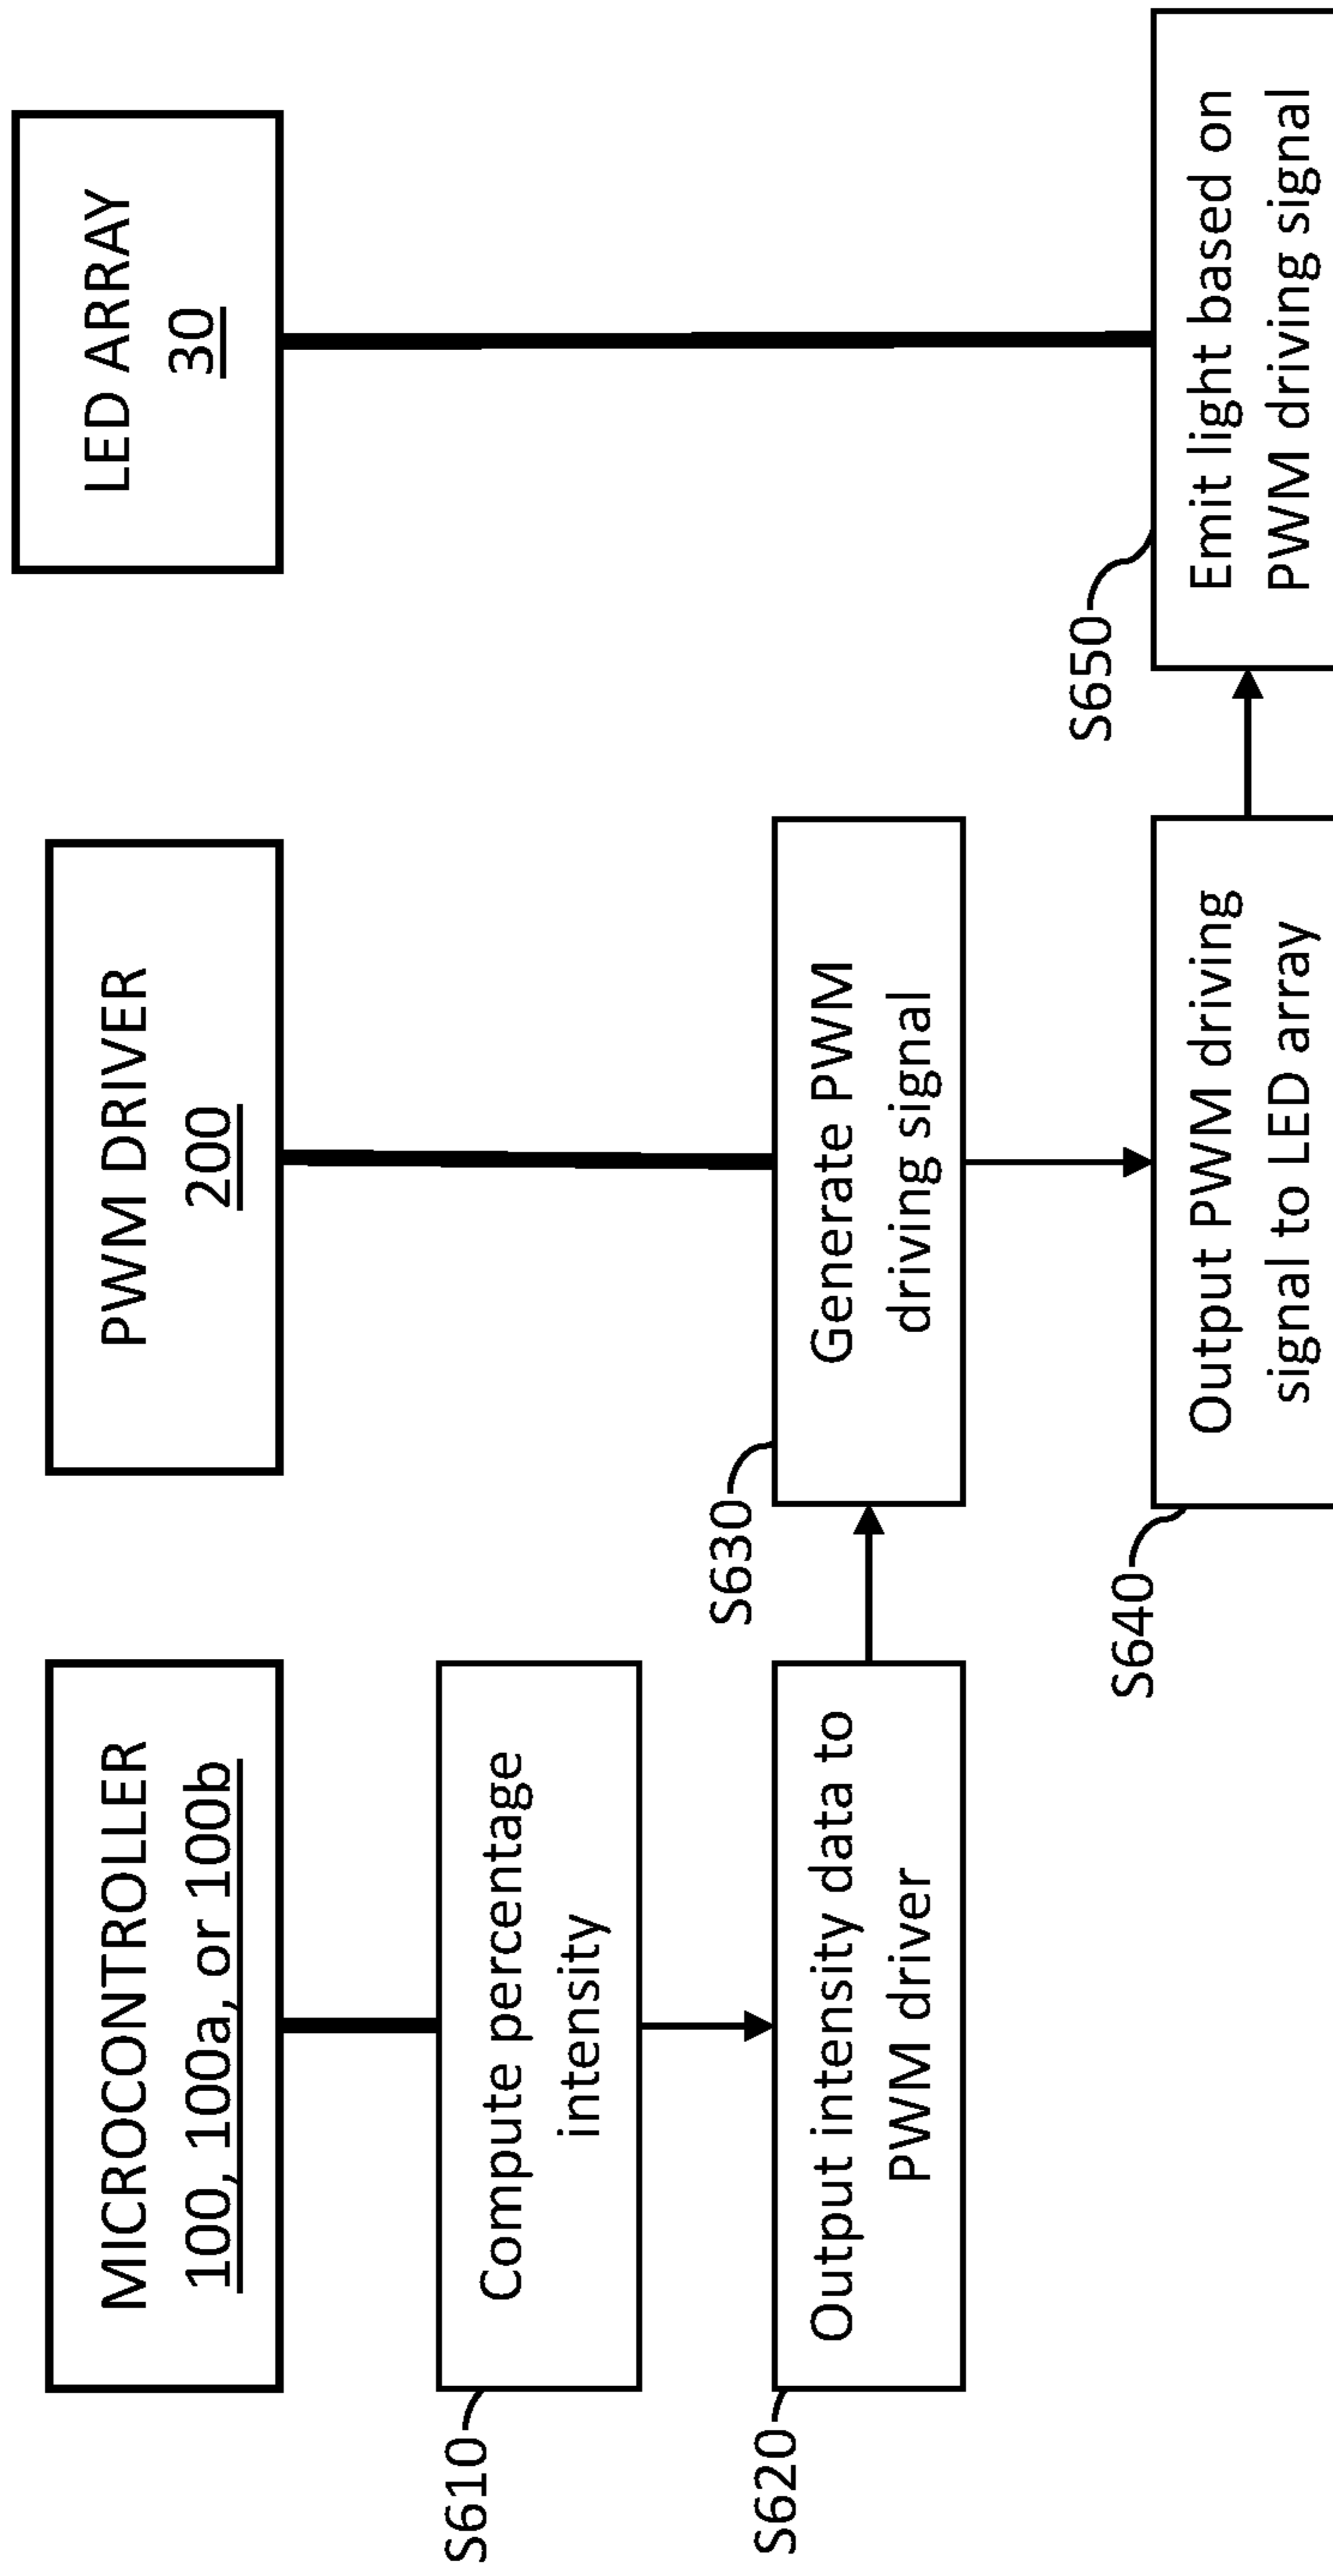 MICROCONTROLLER
100, 100a, or 100b
PWM DRIVER
200
LED ARRAY
30
S610
Compute percentage
intensity
S620
Output intensity data to
PWM driver
S630
Generate PWM
driving signal
S640
Output PWM driving
signal to LED array
S650
Emit light based on
PWM driving signal